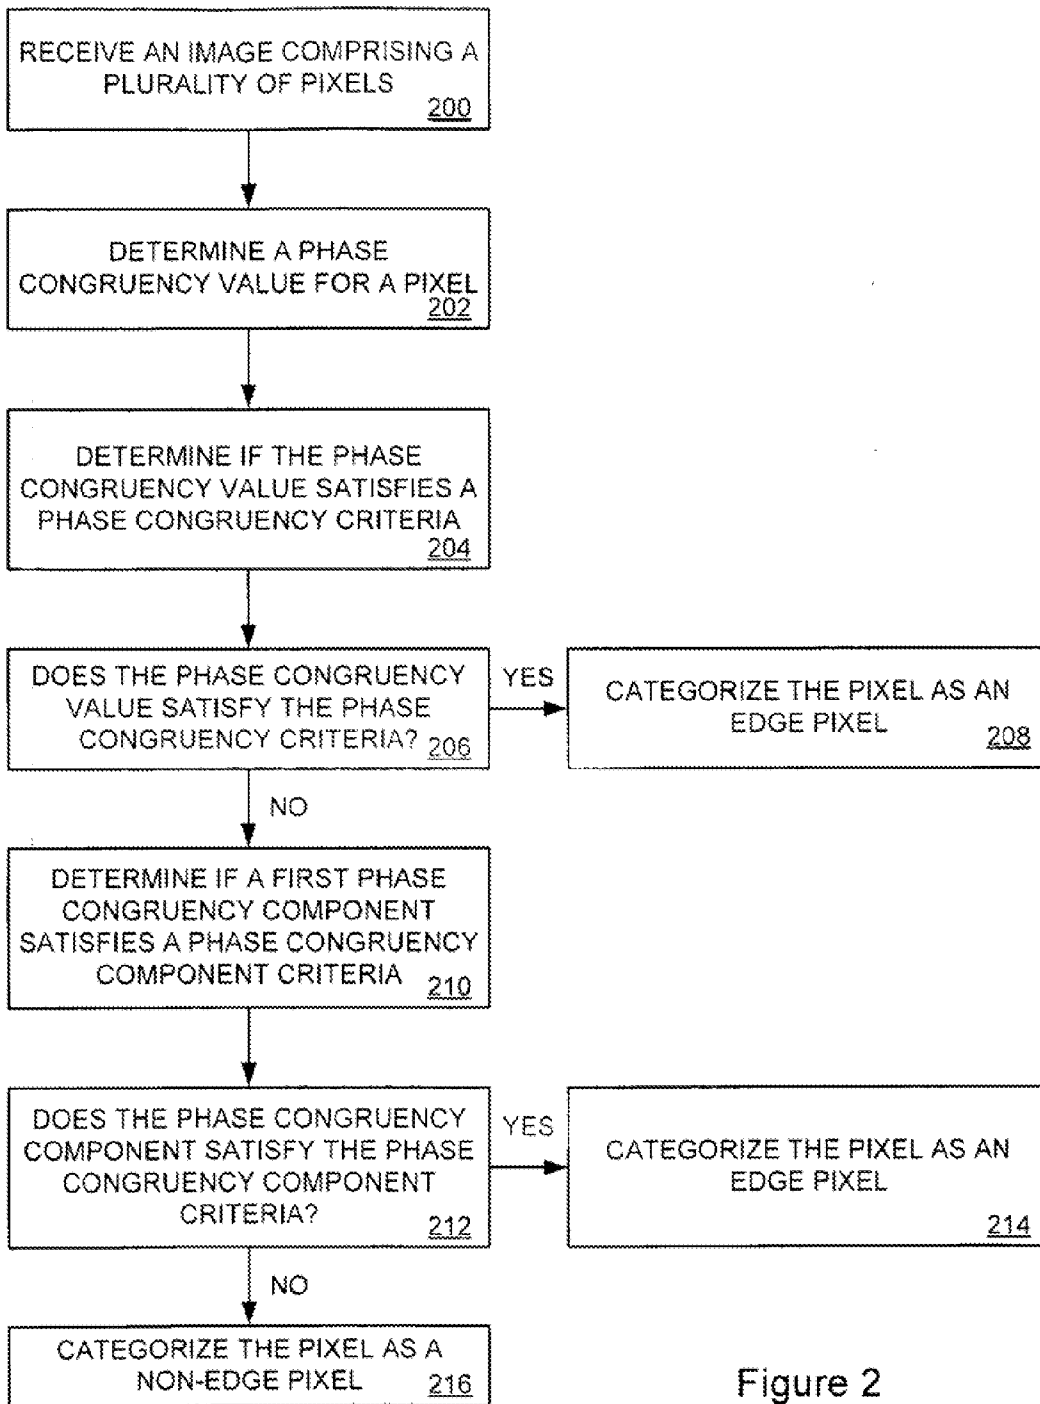 RECEIVE AN IMAGE COMPRISING A
PLURALITY OF PIXELS
200
DETERMINE A PHASE
CONGRUENCY VALUE FOR A PIXEL
202
DETERMINE IF THE PHASE
CONGRUENCY VALUE SATISFIES A
PHASE CONGRUENCY CRITERIA
204
DOES THE PHASE CONGRUENCY
VALUE SATISFY THE PHASE
CONGRUENCY CRITERIA?
206
YES
CATEGORIZE THE PIXEL AS AN
EDGE PIXEL
208
NO
DETERMINE IF A FIRST PHASE
CONGRUENCY COMPONENT
SATISFIES A PHASE CONGRUENCY
COMPONENT CRITERIA
210
DOES THE PHASE CONGRUENCY
COMPONENT SATISFY THE PHASE
CONGRUENCY COMPONENT
CRITERIA?
212
YES
CATEGORIZE THE PIXEL AS AN
EDGE PIXEL
214
NO
CATEGORIZE THE PIXEL AS A
NON-EDGE PIXEL
216
Figure 2